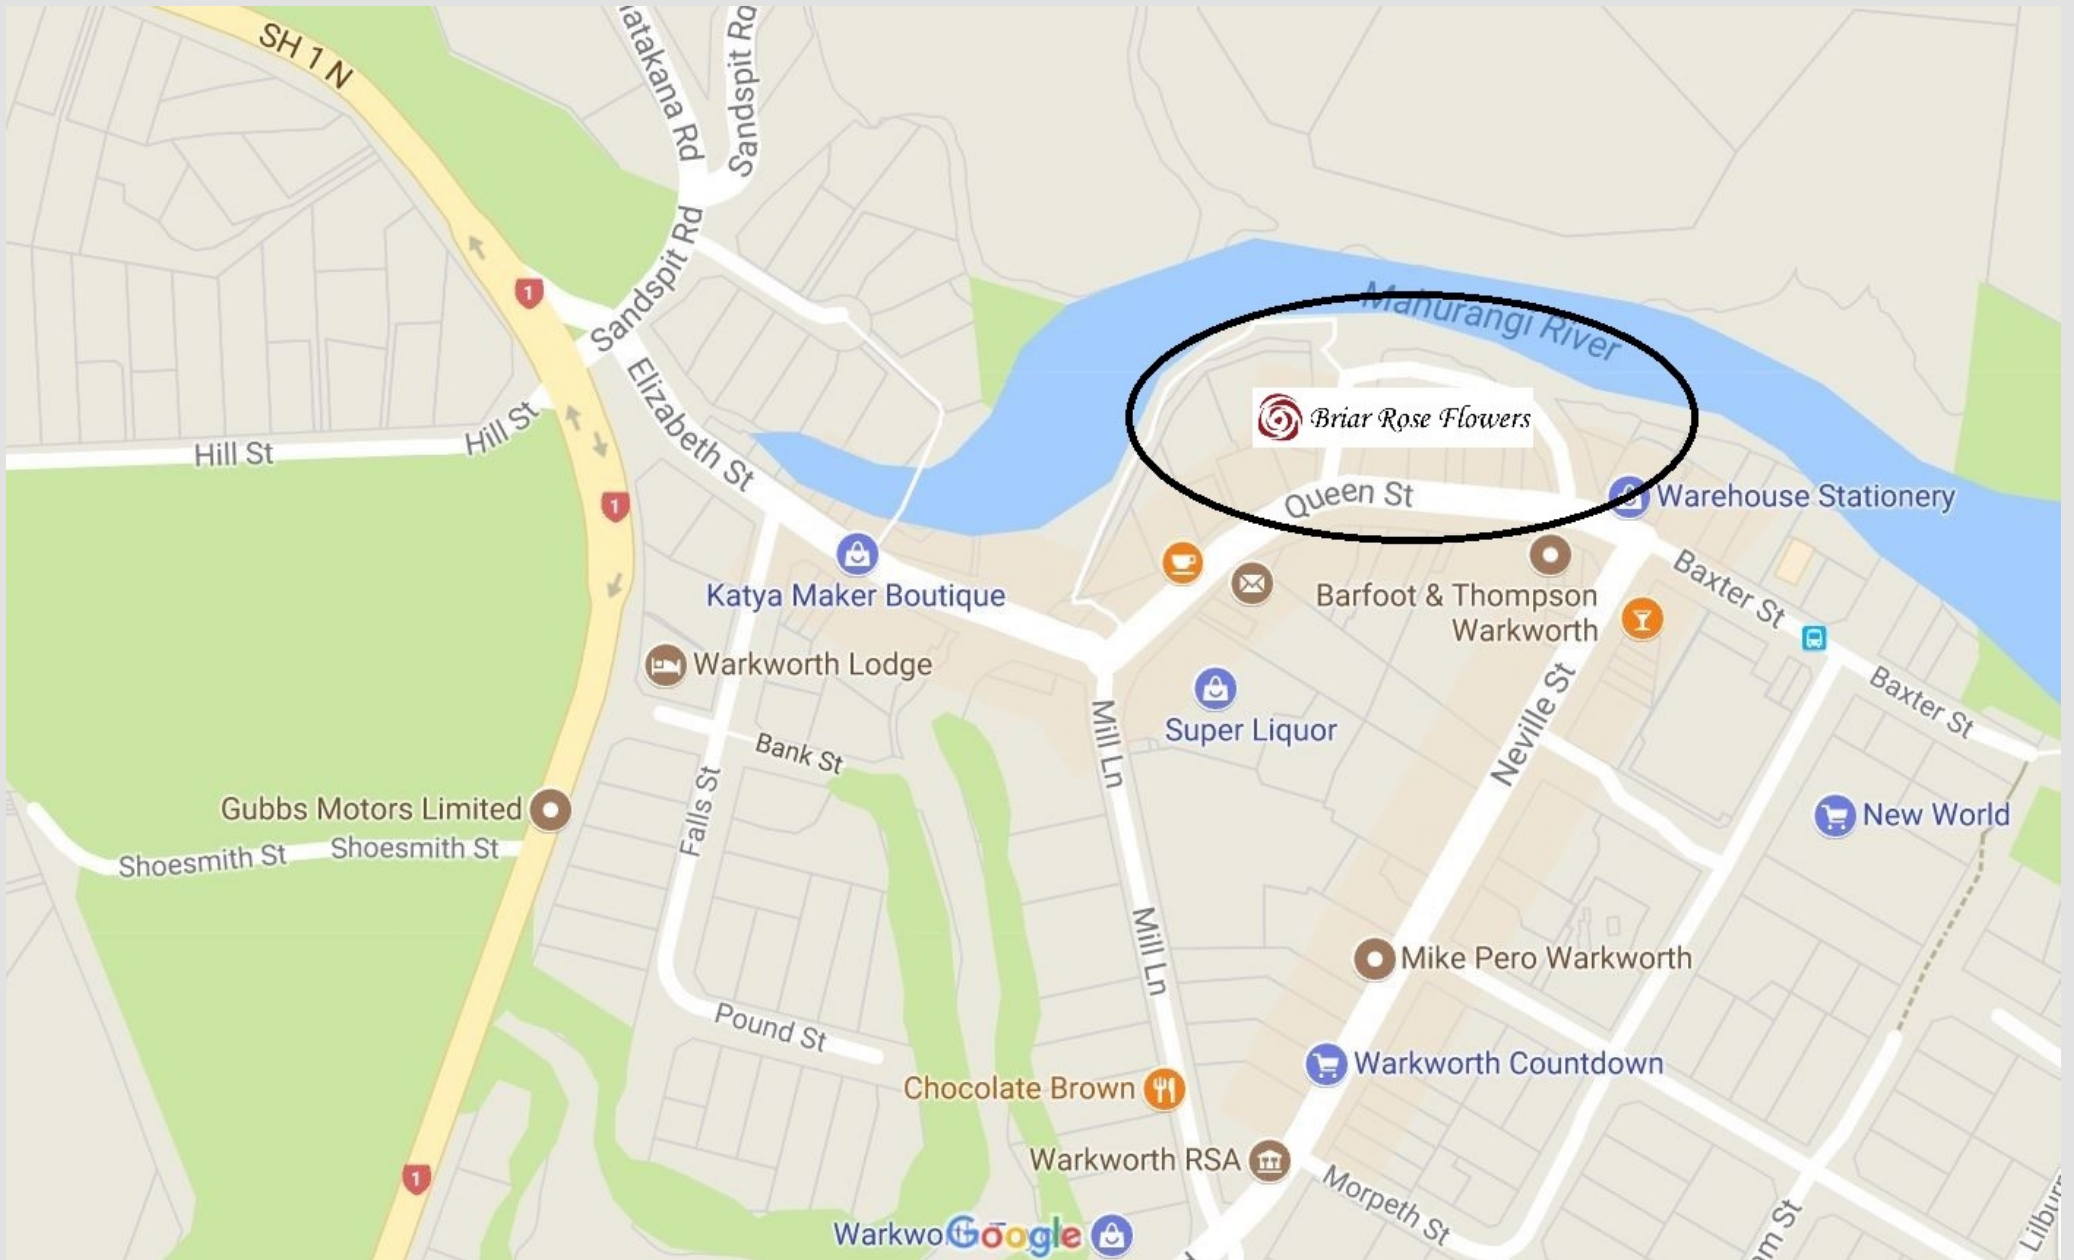 SH 1 N
Sandspit Rd
1
Sandspit Rd
Mahurangi River
Briar Rose Flowers
Elizabeth St
Hill St
Hill St
1
Queen St
Warehouse Stationery
Baxter St
Katya Maker Boutique
Barfoot & Thompson
Warkworth
Warkworth Lodge
Baxter St
Super Liquor
Mill Ln
Neville St
Bank St
Falls St
Gubbs Motors Limited
Shoesmith St
Shoesmith St
New World
Mill Ln
Mike Pero Warkworth
Pound St
Warkworth Countdown
Chocolate Brown
Warkworth RSA
1
Morpeth St
Google